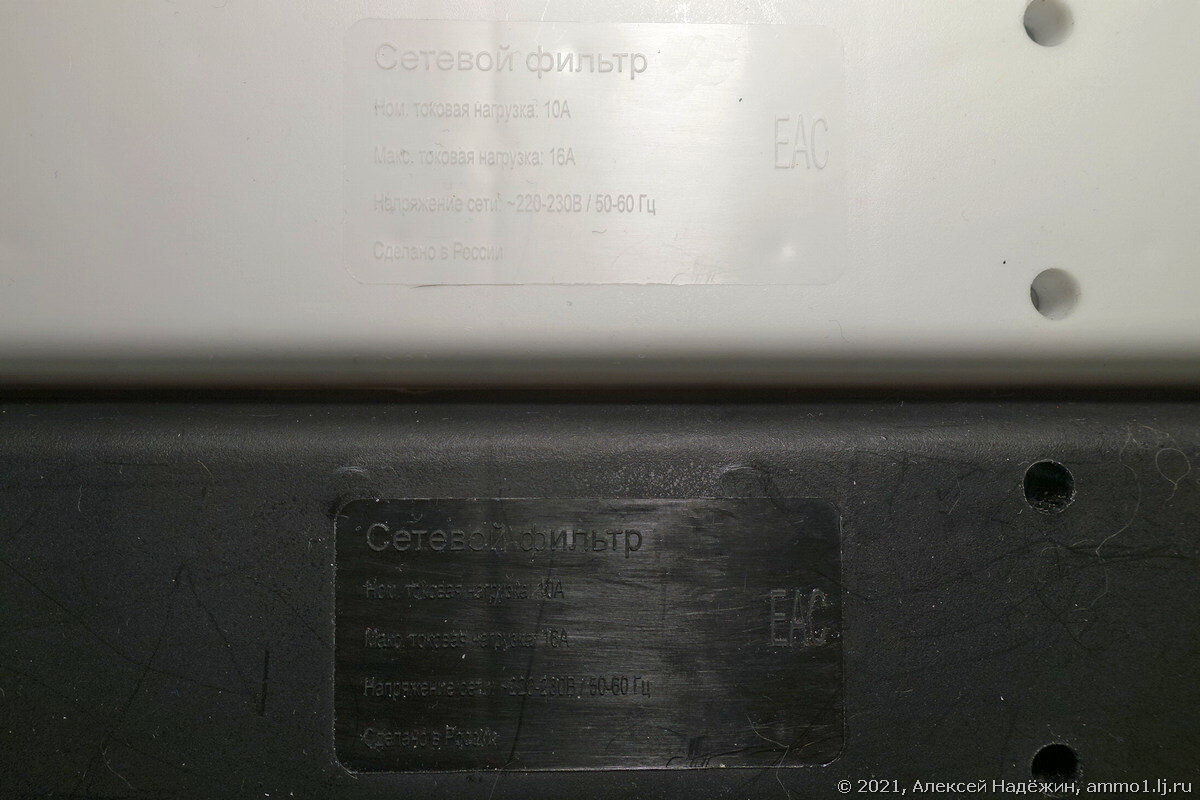 Сетевой фильтр
Ном. токовая нагрузка: 10А
Макс. токовая нагрузка: 16А
EAC
Напряжение сети: ~220-230В / 50-60 Гц
Сделано в России
Сетевой фильтр
Ном. токовая нагрузка: 10А
Макс. токовая нагрузка: 16А
EAC
Напряжение сети: ~220-230В / 50-60 Гц
Сделано в России
© 2021, Алексей Надёжин, ammo1.lj.ru